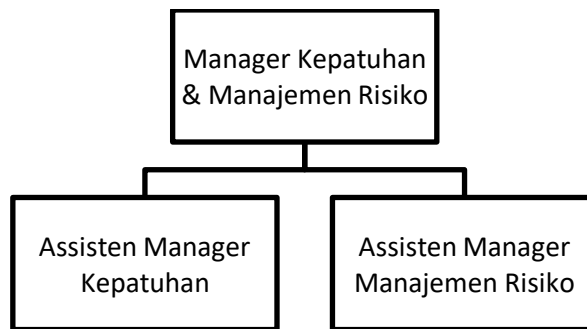 Manager Kepatuhan
& Manajemen Risiko
Assisten Manager
Kepatuhan
Assisten Manager
Manajemen Risiko